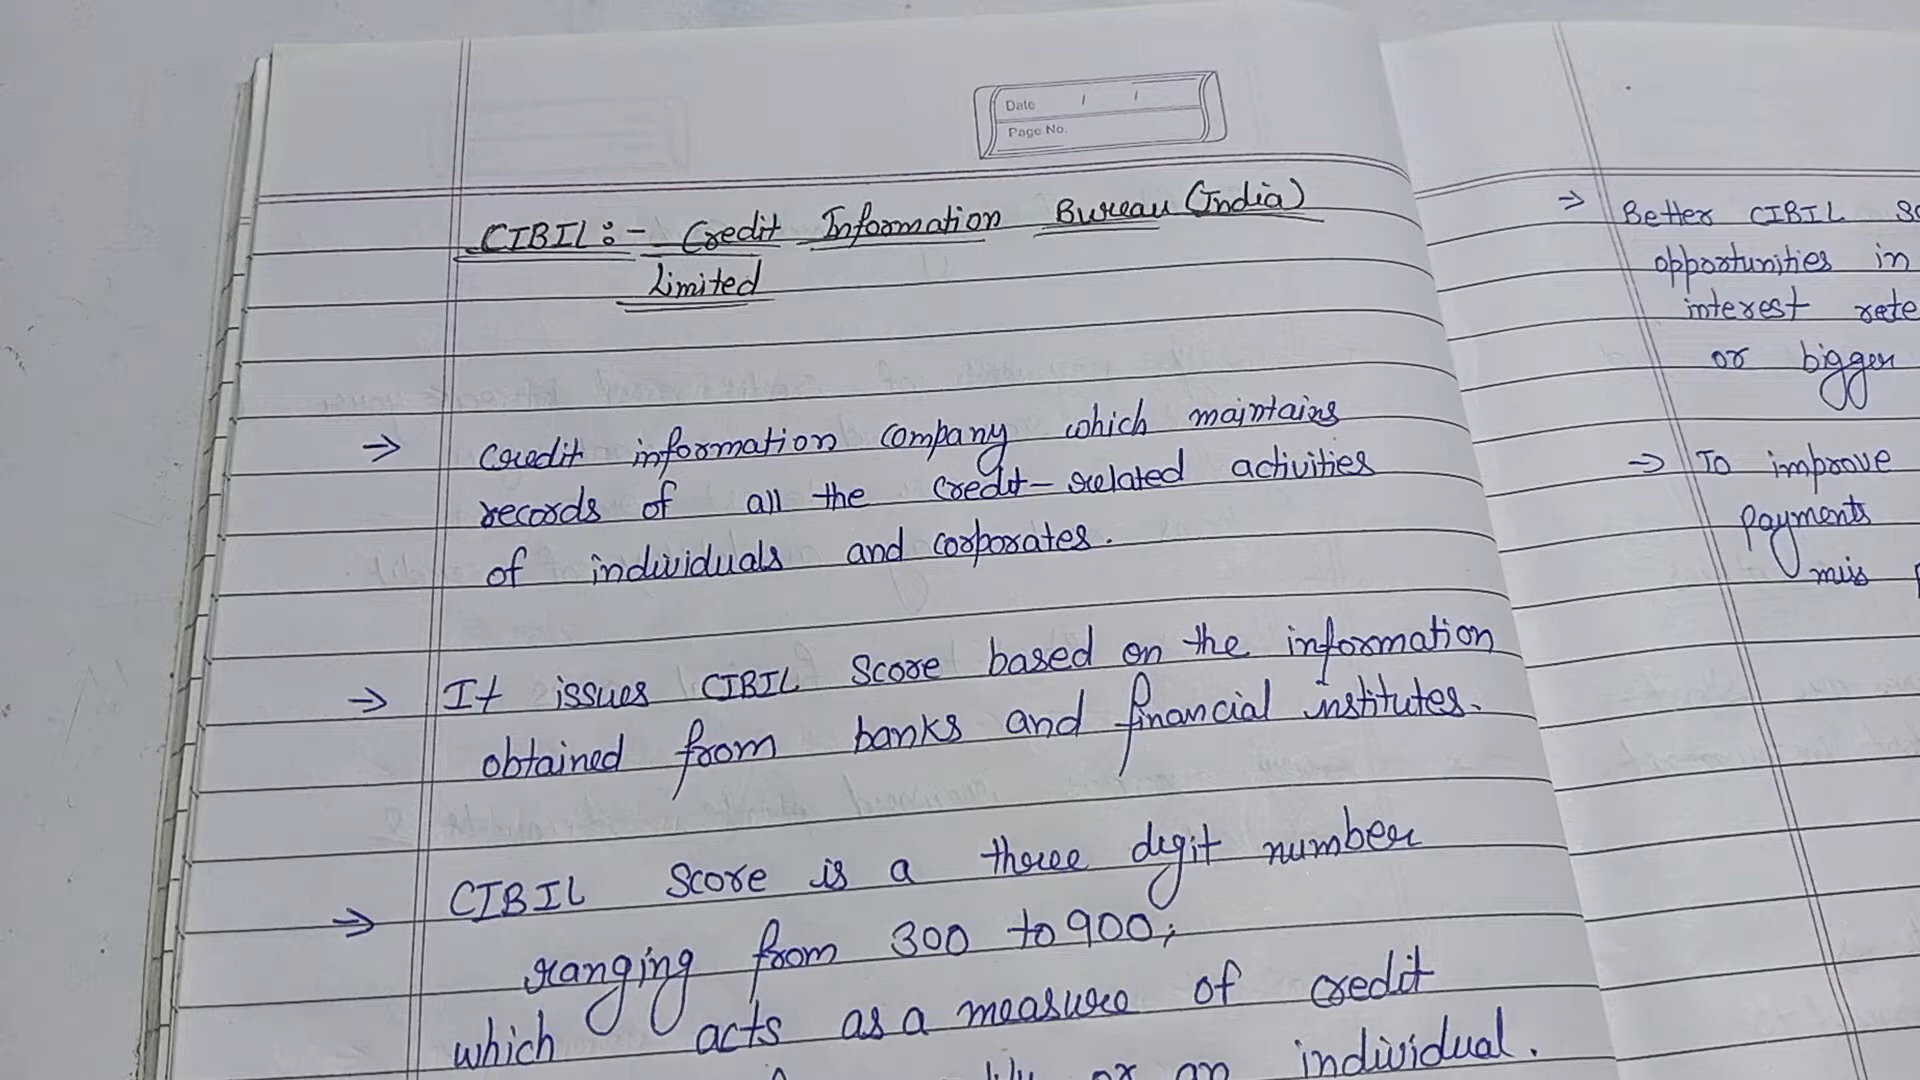 Date / /
Page No.
CIBIL :- Credit Information Bureau (India)
Limited
→ Credit information company which maintains
records of all the credit-related activities
of individuals and corporates.
→ It issues CIBIL Score based on the information
obtained from banks and financial institutes.
→ CIBIL Score is a three digit number
ranging from 300 to 900;
which acts as a measure of credit
or an individual.
→ Better CIBIL
opportunities in
interest rate
or bigger
→ To improve
payments
miss